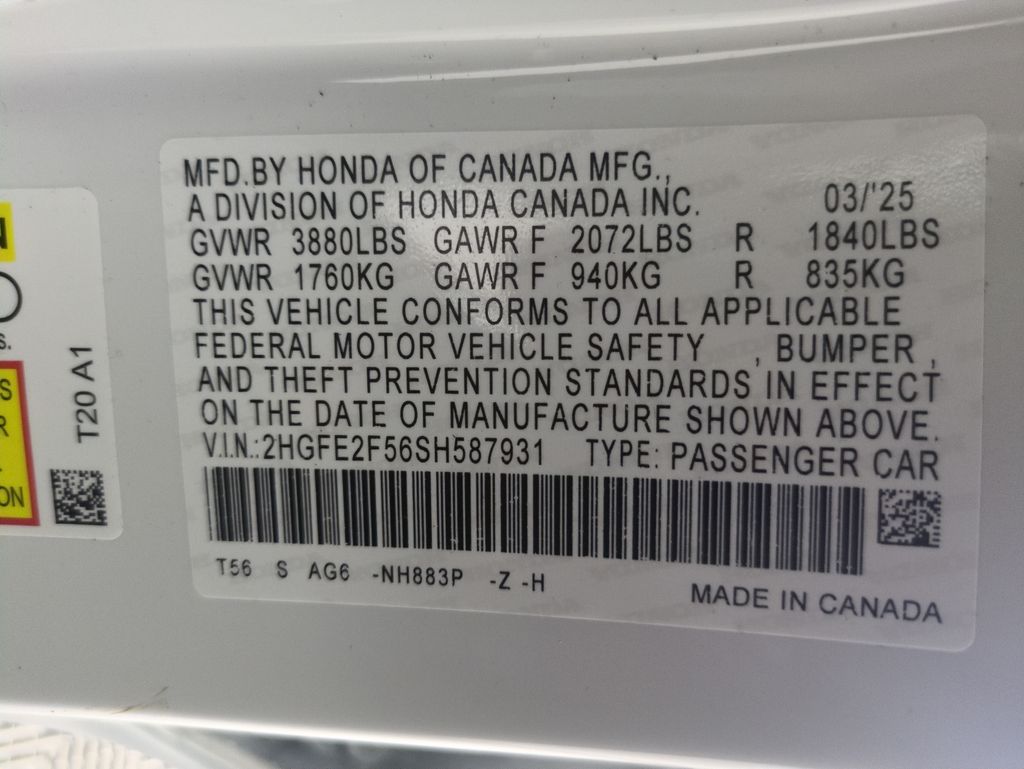 MFD.BY HONDA OF CANADA MFG.,
A DIVISION OF HONDA CANADA INC. 03/'25
GVWR 3880LBS GAWR F 2072LBS R 1840LBS
GVWR 1760KG GAWR F 940KG R 835KG
THIS VEHICLE CONFORMS TO ALL APPLICABLE
FEDERAL MOTOR VEHICLE SAFETY , BUMPER ,
AND THEFT PREVENTION STANDARDS IN EFFECT
ON THE DATE OF MANUFACTURE SHOWN ABOVE.
V.I.N.:2HGFE2F56SH587931 TYPE: PASSENGER CAR
T56 S AG6 -NH883P -Z -H
MADE IN CANADA
T20 A1